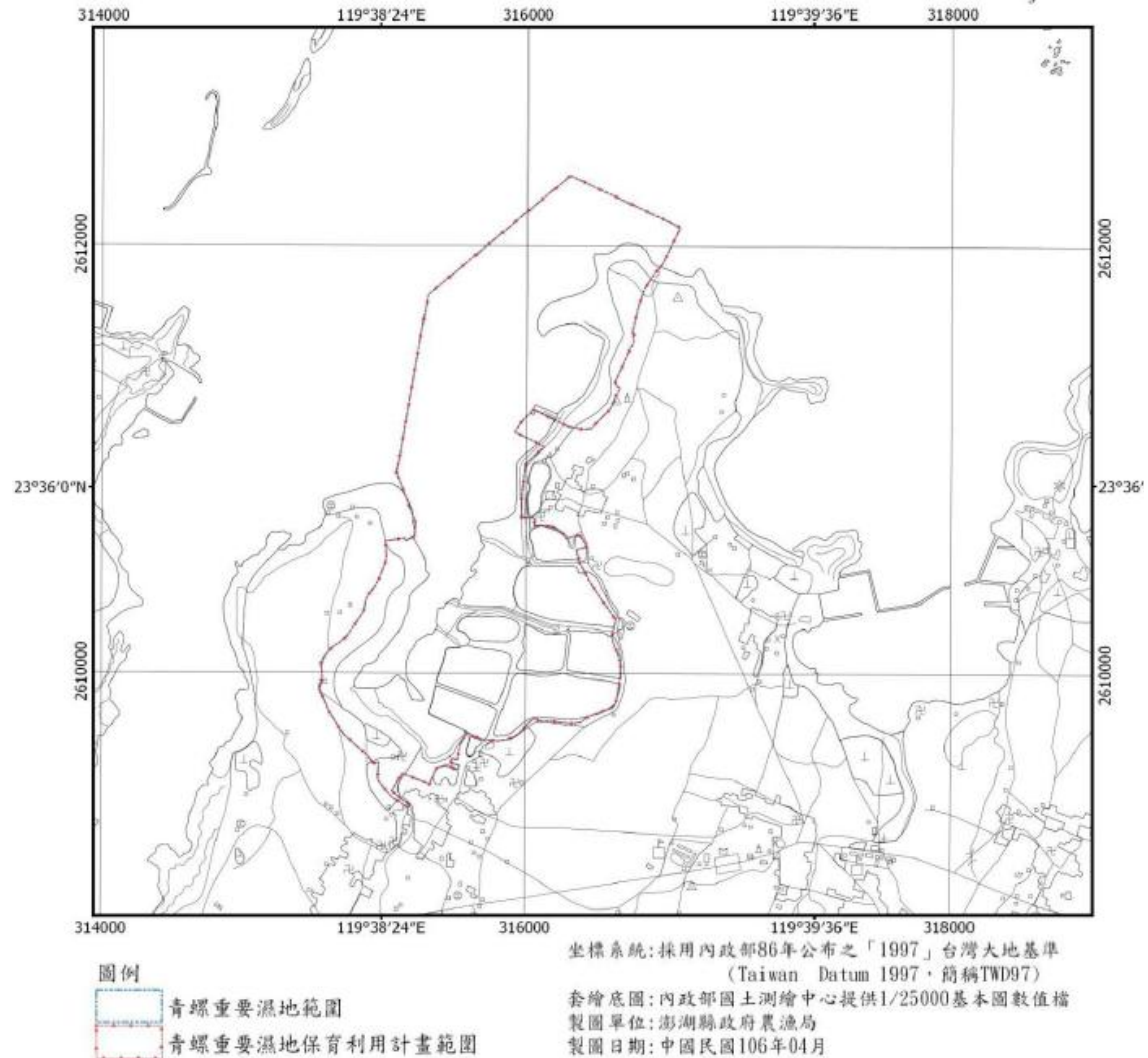 314000 119°38′24″E 316000 119°39′36″E 318000
2612000 2612000
23°36′0″N 23°36′
2610000 2610000
314000 119°38′24″E 316000 119°39′36″E 318000
圖例
青螺重要濕地範圍
青螺重要濕地保育利用計畫範圍
坐標系統:採用內政部86年公布之「1997」台灣大地基準
(Taiwan Datum 1997，簡稱TWD97)
套繪底圖:內政部國土測繪中心提供1/25000基本圖數值檔
製圖單位:澎湖縣政府農漁局
製圖日期:中國民國106年04月